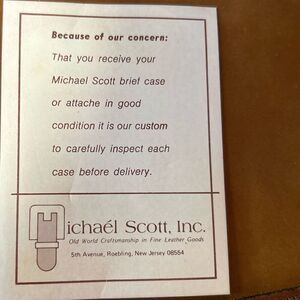 Because of our concern:
That you receive your
Michael Scott brief case
or attache in good
condition it is our custom
to carefully inspect each
case before delivery.
Michaél Scott, Inc.
Old World Craftsmanship in Fine Leather Goods
5th Avenue, Roebling, New Jersey 08554